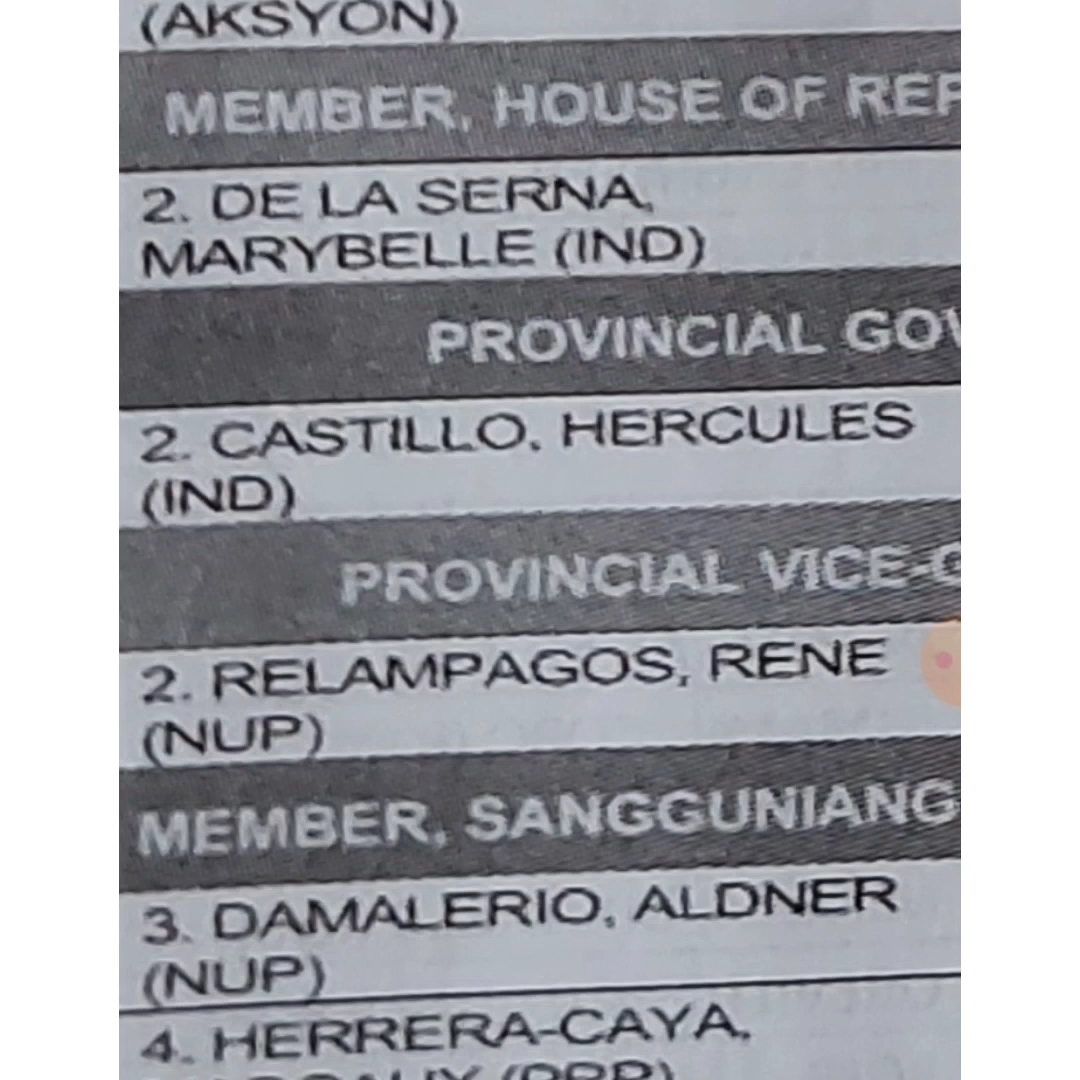 (AKSYON)
MEMBER, HOUSE OF REP
2. DE LA SERNA,
MARYBELLE (IND)
PROVINCIAL GOV
2. CASTILLO, HERCULES
(IND)
PROVINCIAL VICE-G
2. RELAMPAGOS, RENE
(NUP)
MEMBER, SANGGUNIANG
3. DAMALERIO, ALDNER
(NUP)
4. HERRERA-CAYA,